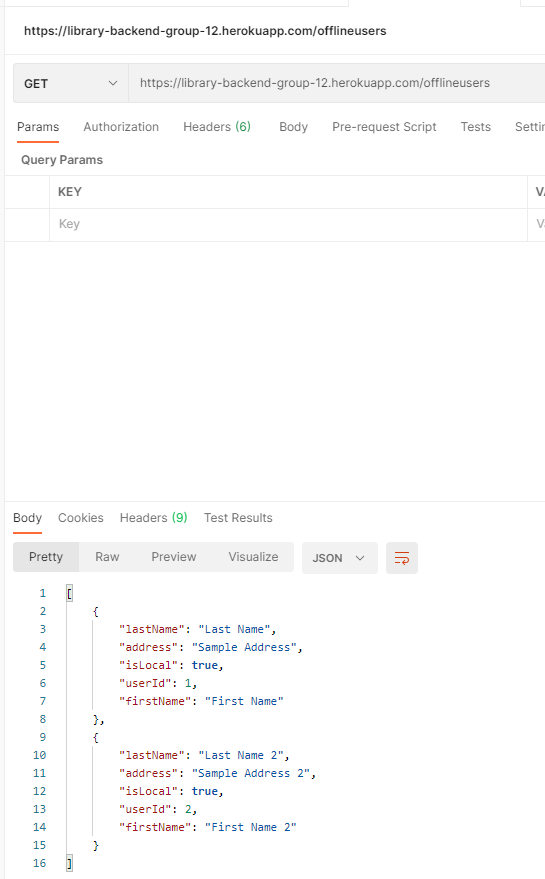 https://library-backend-group-12.herokuapp.com/offlineusers
GET https://library-backend-group-12.herokuapp.com/offlineusers
Params Authorization Headers (6) Body Pre-request Script Tests Settin
Query Params
KEY VA
Key Va
Body Cookies Headers (9) Test Results
Pretty Raw Preview Visualize JSON
1 [
2 {
3 "lastName": "Last Name",
4 "address": "Sample Address",
5 "isLocal": true,
6 "userId": 1,
7 "firstName": "First Name"
8 },
9 {
10 "lastName": "Last Name 2",
11 "address": "Sample Address 2",
12 "isLocal": true,
13 "userId": 2,
14 "firstName": "First Name 2"
15 }
16 ]